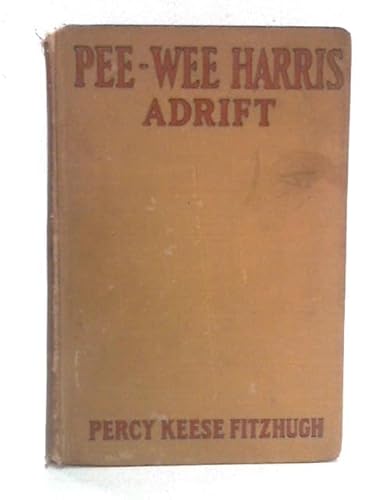 PEE-WEE HARRIS
ADRIFT
PERCY KEESE FITZHUGH